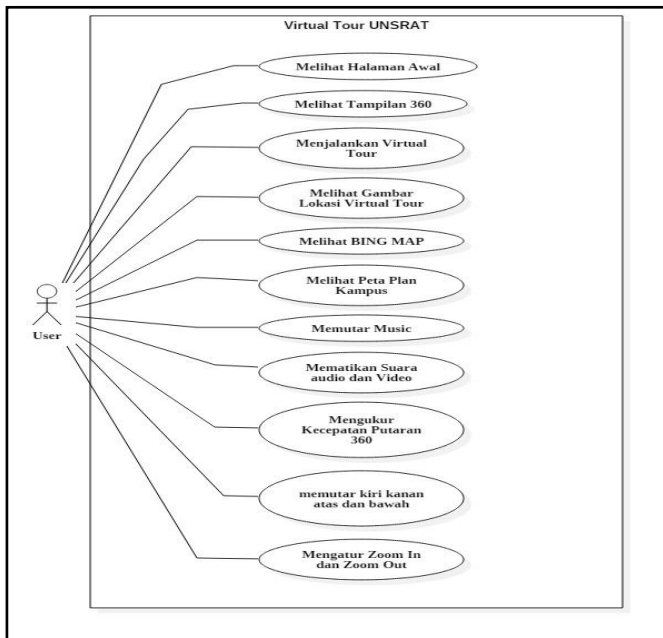 Virtual Tour UNSRAT
Melihat Halaman Awal
Melihat Tampilan 360
Menjalankan Virtual
Tour
Melihat Gambar
Lokasi Virtual Tour
Melihat BING MAP
Melihat Peta Plan
Kampus
User
Memutar Music
Mematikan Suara
audio dan Video
Mengukur
Kecepatan Putaran
360
memutar kiri kanan
atas dan bawah
Mengatur Zoom In
dan Zoom Out